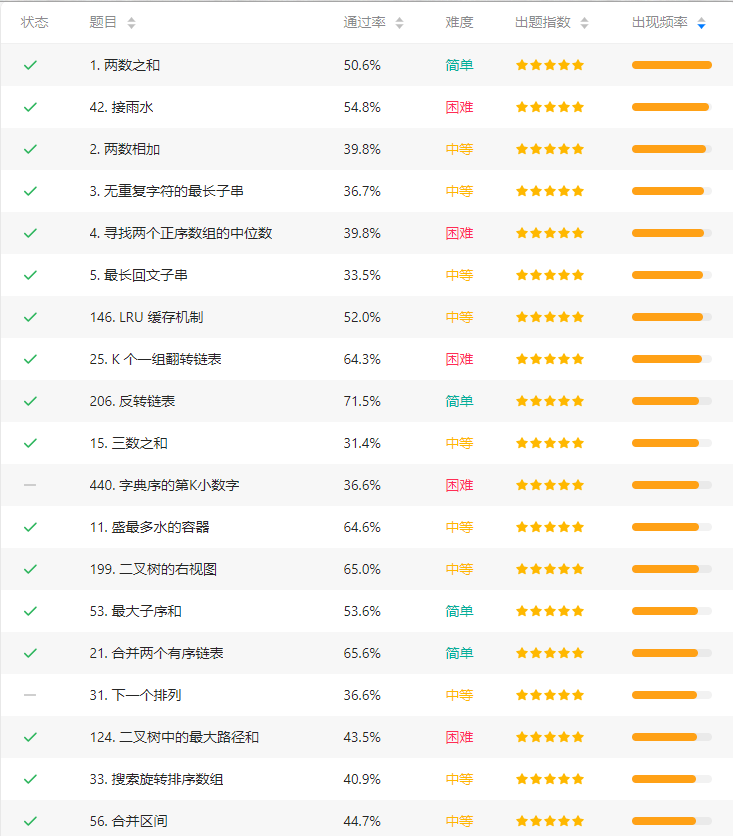 状态 题目 通过率 难度 出题指数 出现频率
1. 两数之和 50.6% 简单
42. 接雨水 54.8% 困难
2. 两数相加 39.8% 中等
3. 无重复字符的最长子串 36.7% 中等
4. 寻找两个正序数组的中位数 39.8% 困难
5. 最长回文子串 33.5% 中等
146. LRU 缓存机制 52.0% 中等
25. K 个一组翻转链表 64.3% 困难
206. 反转链表 71.5% 简单
15. 三数之和 31.4% 中等
440. 字典序的第K小数字 36.6% 困难
11. 盛最多水的容器 64.6% 中等
199. 二叉树的右视图 65.0% 中等
53. 最大子序和 53.6% 简单
21. 合并两个有序链表 65.6% 简单
31. 下一个排列 36.6% 中等
124. 二叉树中的最大路径和 43.5% 困难
33. 搜索旋转排序数组 40.9% 中等
56. 合并区间 44.7% 中等